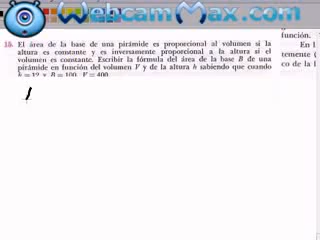 WebcamMax.com
función.
18. El área de la base de una pirámide es proporcional al volumen si la
altura es constante y es inversamente proporcional a la altura si el
volumen es constante. Escribir la fórmula del área de la base B de una
pirámide en función del volumen V y de la altura h sabiendo que cuando
h = 12 y B = 100, V = 400
En l
temente (
co de la l